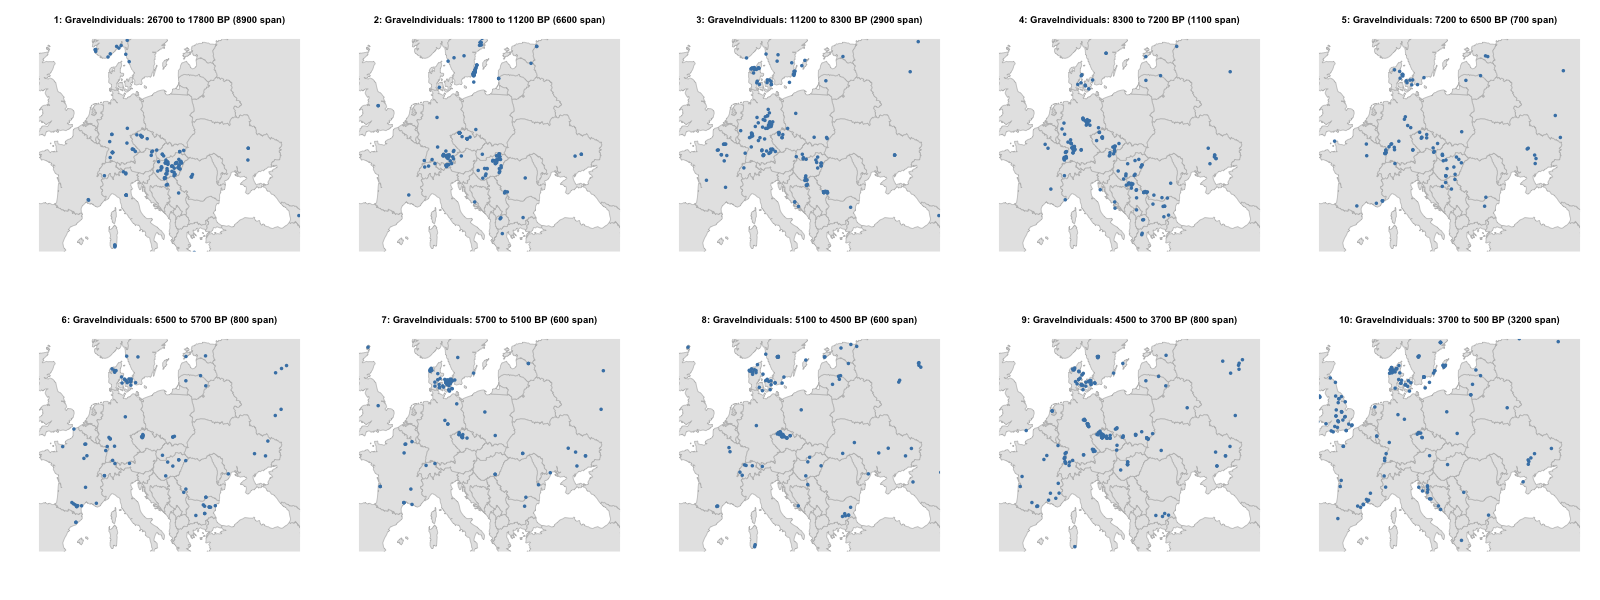 1: GraveIndividuals: 26700 to 17800 BP (8900 span)
2: GraveIndividuals: 17800 to 11200 BP (6600 span)
3: GraveIndividuals: 11200 to 8300 BP (2900 span)
4: GraveIndividuals: 8300 to 7200 BP (1100 span)
5: GraveIndividuals: 7200 to 6500 BP (700 span)
6: GraveIndividuals: 6500 to 5700 BP (800 span)
7: GraveIndividuals: 5700 to 5100 BP (600 span)
8: GraveIndividuals: 5100 to 4500 BP (600 span)
9: GraveIndividuals: 4500 to 3700 BP (800 span)
10: GraveIndividuals: 3700 to 500 BP (3200 span)